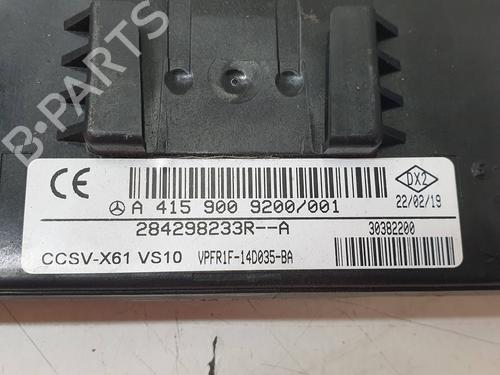 B-PARTS
CE
DX2
A 415 900 9200/001
22/02/19
284298233R--A
30382200
CCSV-X61 VS10
VPFR1F-14D035-BA